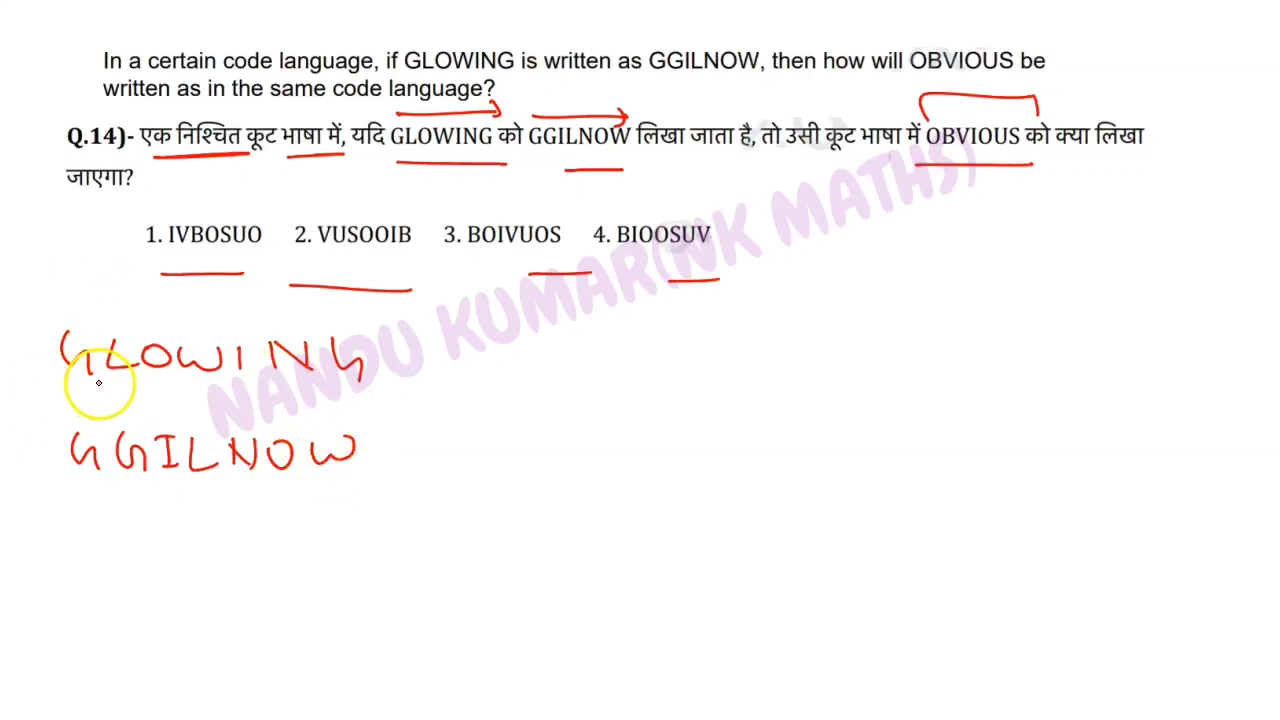 In a certain code language, if GLOWING is written as GGILNOW, then how will OBVIOUS be
written as in the same code language?
Q.14)- एक निश्चित कूट भाषा में, यदि GLOWING को GGILNOW लिखा जाता है, तो उसी कूट भाषा में OBVIOUS को क्या लिखा
जाएगा?
1. IVBOSUO 2. VUSOOIB 3. BOIVUOS 4. BIOOSUV
NANDU KUMAR(NK MATHS)
GLOWING
GGILNOW